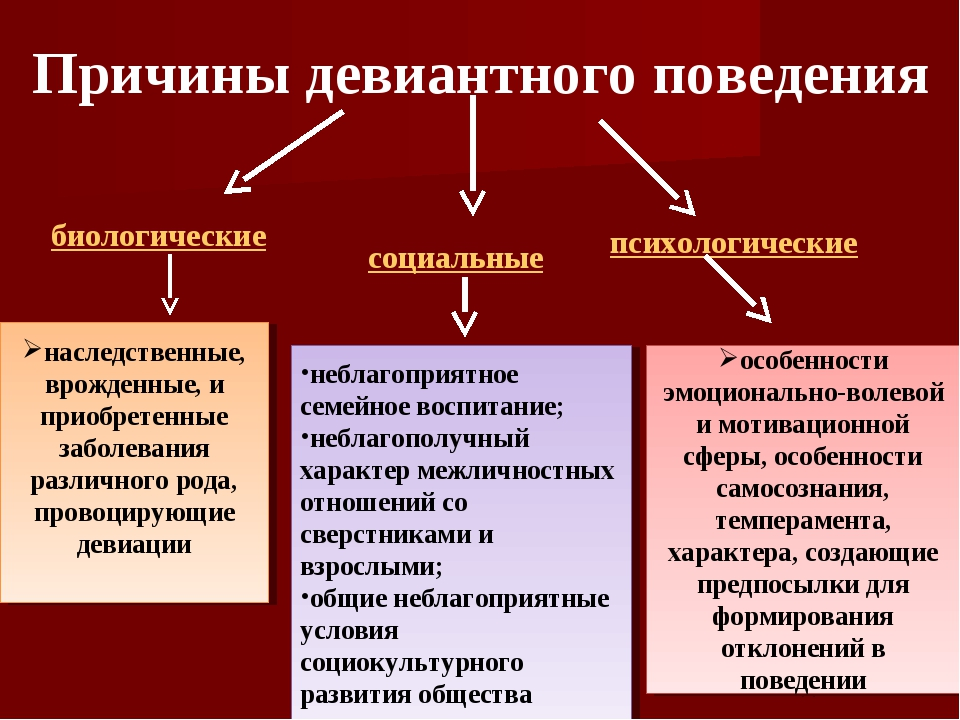 Причины девиантного поведения
биологические
социальные
психологические
➢наследственные,
врожденные, и
приобретенные
заболевания
различного рода,
провоцирующие
девиации
•неблагоприятное
семейное воспитание;
•неблагополучный
характер межличностных
отношений со
сверстниками и
взрослыми;
•общие неблагоприятные
условия
социокультурного
развития общества
➢особенности
эмоционально-волевой
и мотивационной
сферы, особенности
самосознания,
темперамента,
характера, создающие
предпосылки для
формирования
отклонений в
поведении